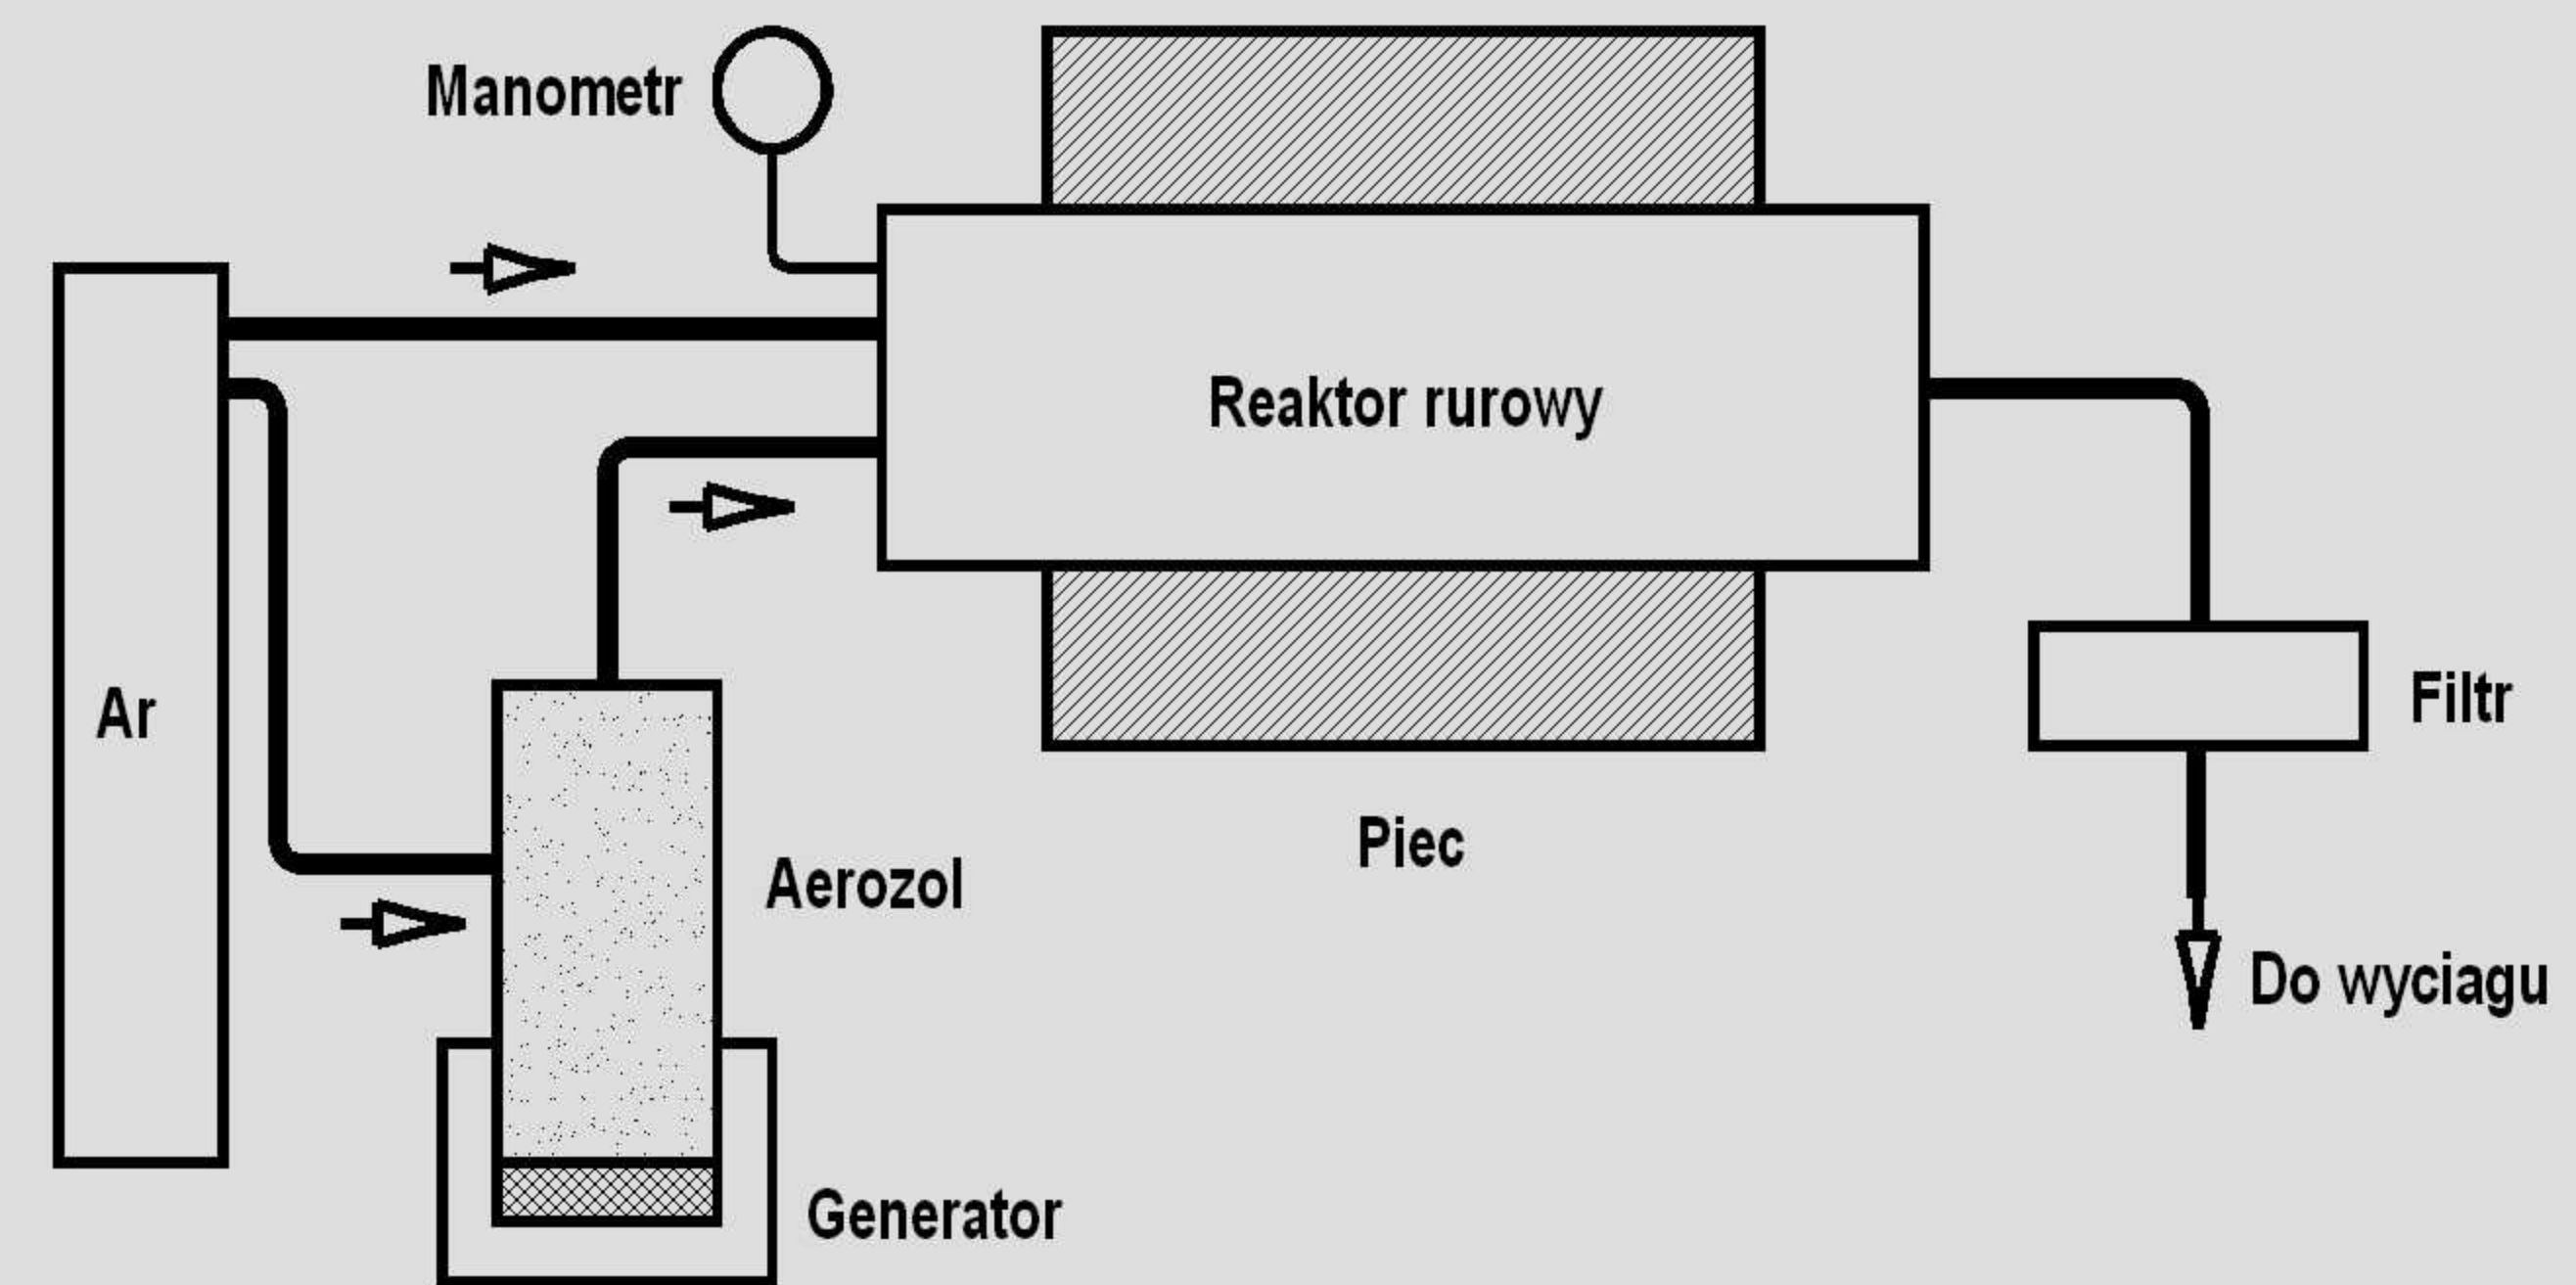 Manometr
Reaktor rurowy
Ar
Filtr
Piec
Aerozol
Do wyciagu
Generator